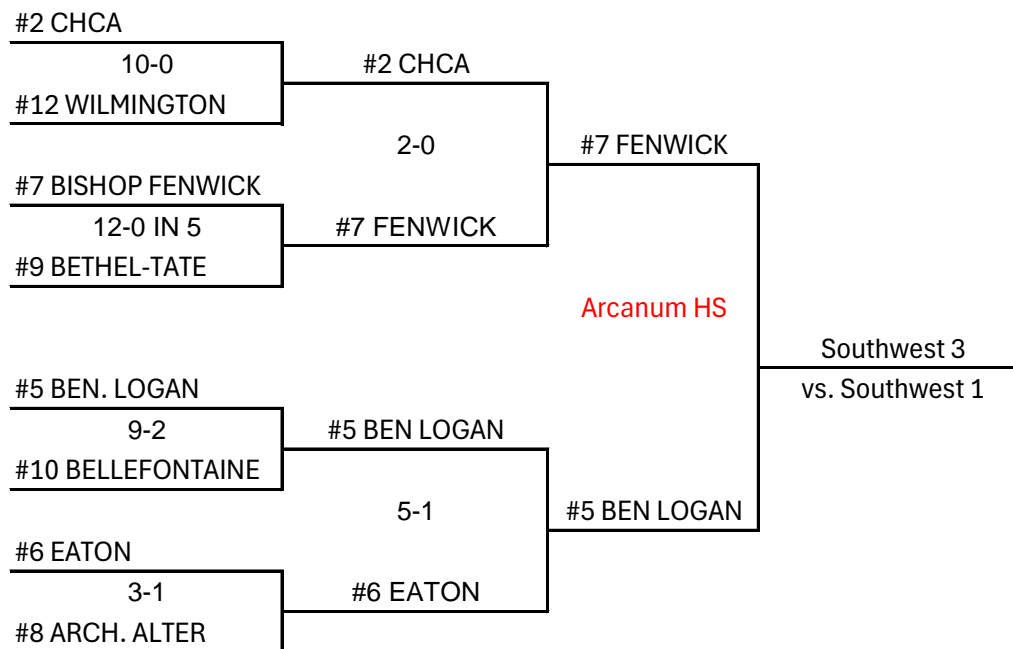 #2 CHCA
10-0
#2 CHCA
#12 WILMINGTON
2-0
#7 FENWICK
#7 BISHOP FENWICK
12-0 IN 5
#7 FENWICK
#9 BETHEL-TATE
Arcanum HS
Southwest 3
vs. Southwest 1
#5 BEN. LOGAN
9-2
#5 BEN LOGAN
#10 BELLEFONTAINE
5-1
#5 BEN LOGAN
#6 EATON
3-1
#6 EATON
#8 ARCH. ALTER